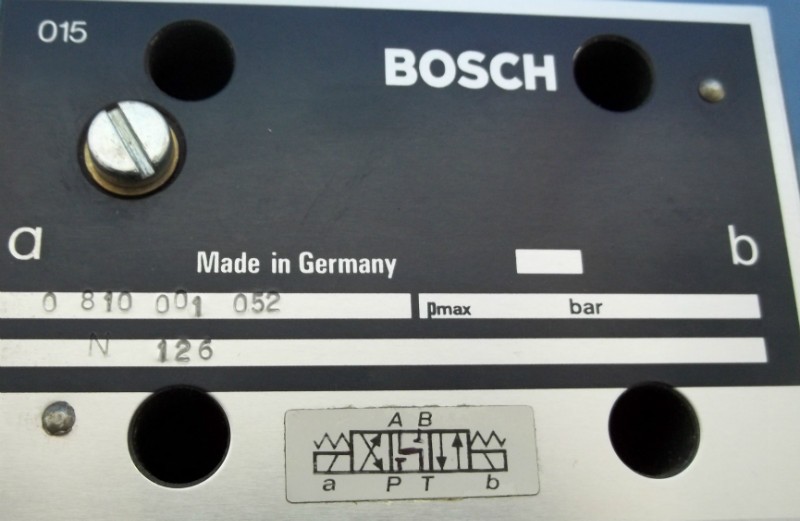 015
BOSCH
a b
Made in Germany
0 810 001 052
pmax bar
N 126
A B
a P T b